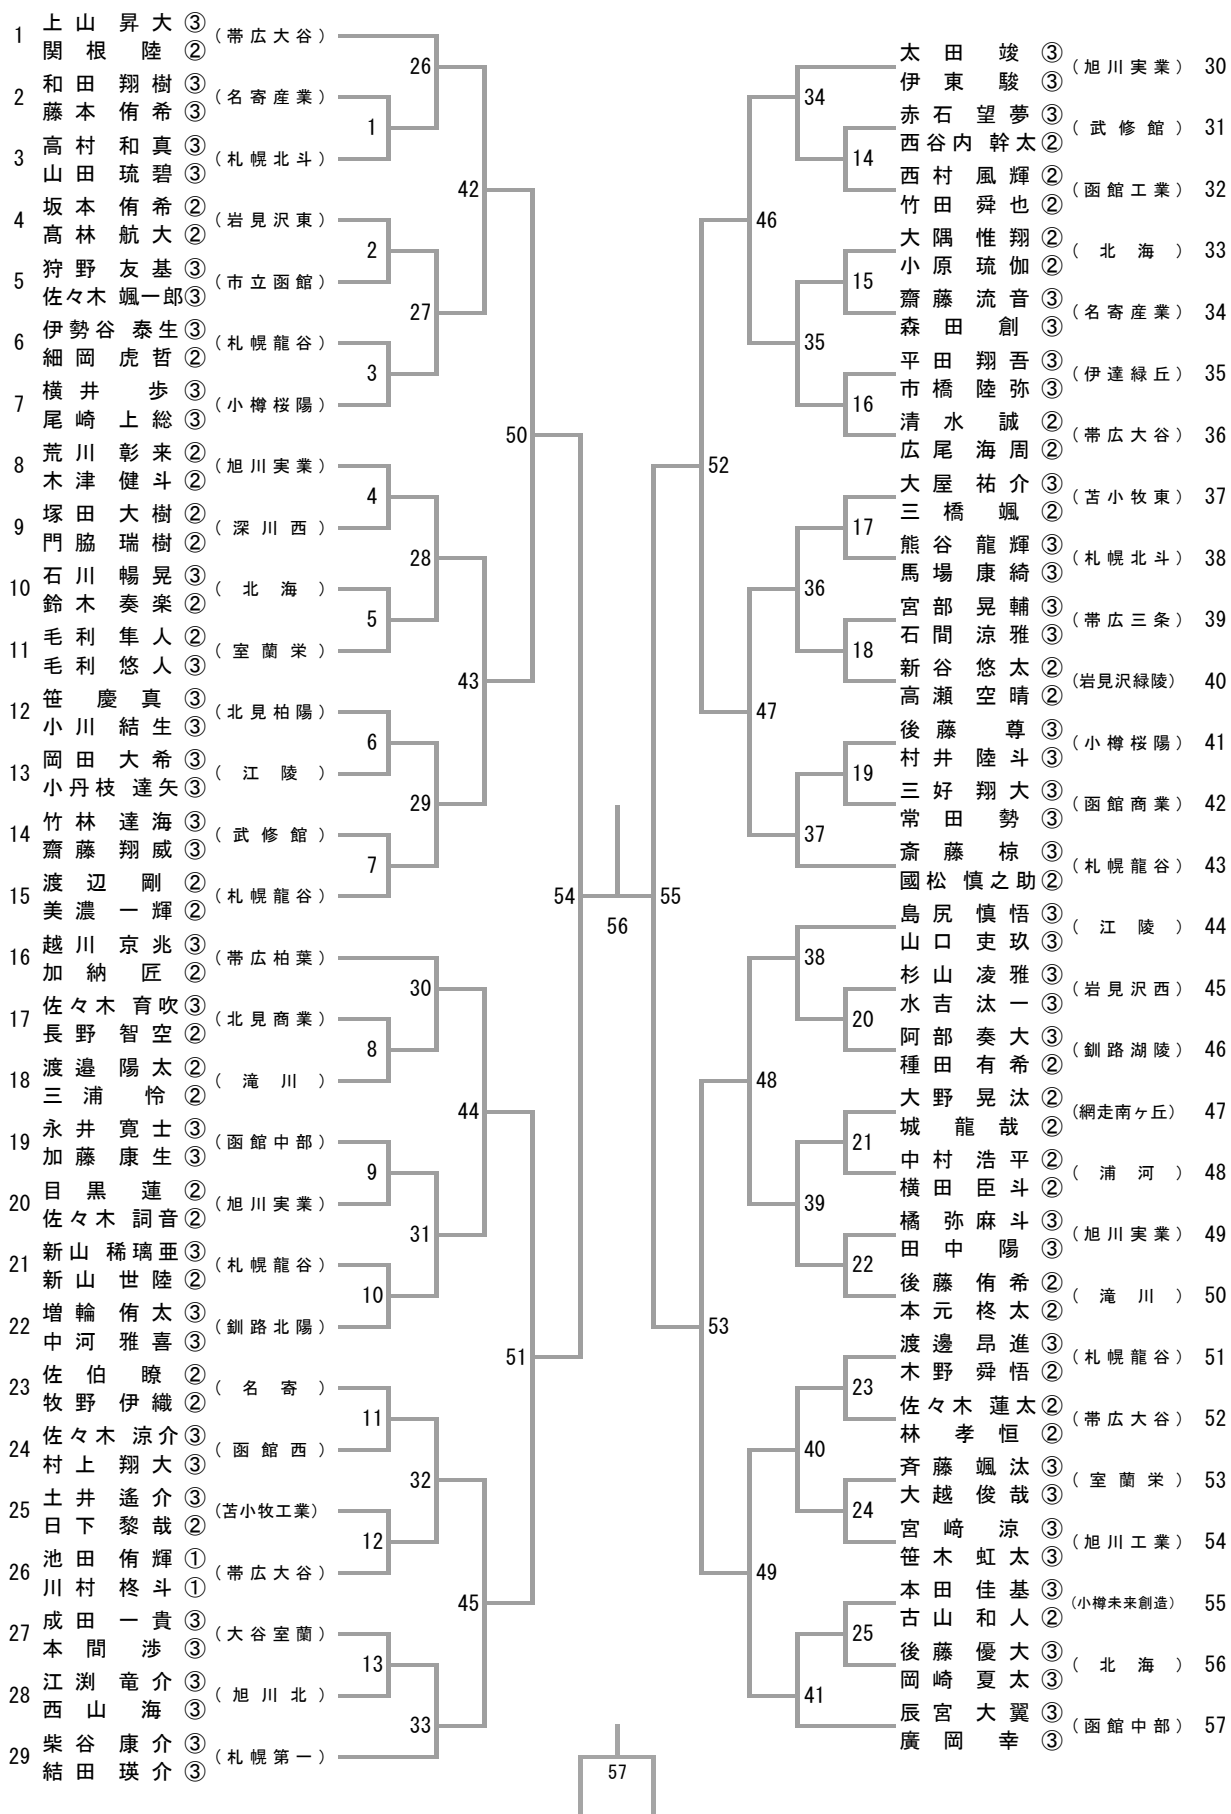 1 上山 昇大 ③ (帯広大谷)
関根 陸 ②
2 和田 翔樹 ③ (名寄産業)
藤本 侑希 ③
3 高村 和真 ③ (札幌北斗)
山田 琉碧 ③
4 坂本 侑希 ② (岩見沢東)
髙林 航大 ②
5 狩野 友基 ③ (市立函館)
佐々木 颯一郎 ③
6 伊勢谷 泰生 ③ (札幌龍谷)
細岡 虎哲 ②
7 横井 歩 ③ (小樽桜陽)
尾崎 上総 ③
8 荒川 彰来 ② (旭川実業)
木津 健斗 ②
9 塚田 大樹 ② (深川西)
門脇 瑞樹 ②
10 石川 暢晃 ③ (北海)
鈴木 奏楽 ②
11 毛利 隼人 ② (室蘭栄)
毛利 悠人 ③
12 笹 慶真 ③ (北見柏陽)
小川 結生 ③
13 岡田 大希 ③ (江陵)
小丹枝 達矢 ③
14 竹林 達海 ③ (武修館)
齋藤 翔威 ③
15 渡辺 剛 ② (札幌龍谷)
美濃 一輝 ②
16 越川 京兆 ③ (帯広柏葉)
加納 匠 ②
17 佐々木 育吹 ③ (北見商業)
長野 智空 ②
18 渡邉 陽太 ② (滝川)
三浦 怜 ②
19 永井 寛士 ③ (函館中部)
加藤 康生 ③
20 目黒 蓮 ② (旭川実業)
佐々木 詞音 ②
21 新山 稀璃亜 ③ (札幌龍谷)
新山 世陸 ②
22 増輪 侑太 ③ (釧路北陽)
中河 雅喜 ③
23 佐伯 瞭 ② (名寄)
牧野 伊織 ②
24 佐々木 涼介 ③ (函館西)
村上 翔大 ③
25 土井 遙介 ③ (苫小牧工業)
日下 黎哉 ②
26 池田 侑輝 ① (帯広大谷)
川村 柊斗 ①
27 成田 一貴 ③ (大谷室蘭)
本間 渉 ③
28 江渕 竜介 ③ (旭川北)
西山 海 ③
29 柴谷 康介 ③ (札幌第一)
結田 瑛介 ③
26
1
42
2
27
3
50
4
28
5
43
6
29
7
54
30
8
44
9
31
10
51
11
32
12
45
13
33
56
57
55
34
14
46
15
35
16
52
17
36
18
47
19
37
38
20
48
21
39
22
53
23
40
24
49
25
41
太田 竣 ③ (旭川実業) 30
伊東 駿 ③
赤石 望夢 ③ (武修館) 31
西谷内 幹太 ②
西村 風輝 ② (函館工業) 32
竹田 舜也 ②
大隅 惟翔 ② (北海) 33
小原 琉伽 ②
齋藤 流音 ③ (名寄産業) 34
森田 創 ③
平田 翔吾 ③ (伊達緑丘) 35
市橋 陸弥 ③
清水 誠 ② (帯広大谷) 36
広尾 海周 ②
大屋 祐介 ③ (苫小牧東) 37
三橋 颯 ②
熊谷 龍輝 ③ (札幌北斗) 38
馬場 康綺 ③
宮部 晃輔 ③ (帯広三条) 39
石間 涼雅 ③
新谷 悠太 ② (岩見沢緑陵) 40
高瀬 空晴 ②
後藤 尊 ③ (小樽桜陽) 41
村井 陸斗 ③
三好 翔大 ③ (函館商業) 42
常田 勢 ③
斎藤 椋 ③ (札幌龍谷) 43
國松 慎之助 ②
島尻 慎悟 ③ (江陵) 44
山口 吏玖 ③
杉山 凌雅 ③ (岩見沢西) 45
水吉 汰一 ③
阿部 奏大 ③ (釧路湖陵) 46
種田 有希 ②
大野 晃汰 ② (網走南ヶ丘) 47
城 龍哉 ②
中村 浩平 ② (浦河) 48
横田 臣斗 ②
橘 弥麻斗 ③ (旭川実業) 49
田中 陽 ③
後藤 侑希 ② (滝川) 50
本元 柊太 ②
渡邊 昂進 ③ (札幌龍谷) 51
木野 舜悟 ②
佐々木 蓮太 ② (帯広大谷) 52
林 孝恒 ②
斉藤 颯汰 ③ (室蘭栄) 53
大越 俊哉 ③
宮﨑 涼 ③ (旭川工業) 54
笹木 虹太 ③
本田 佳基 ③ (小樽未来創造) 55
古山 和人 ②
後藤 優大 ③ (北海) 56
岡崎 夏太 ③
辰宮 大翼 ③ (函館中部) 57
廣岡 幸 ③